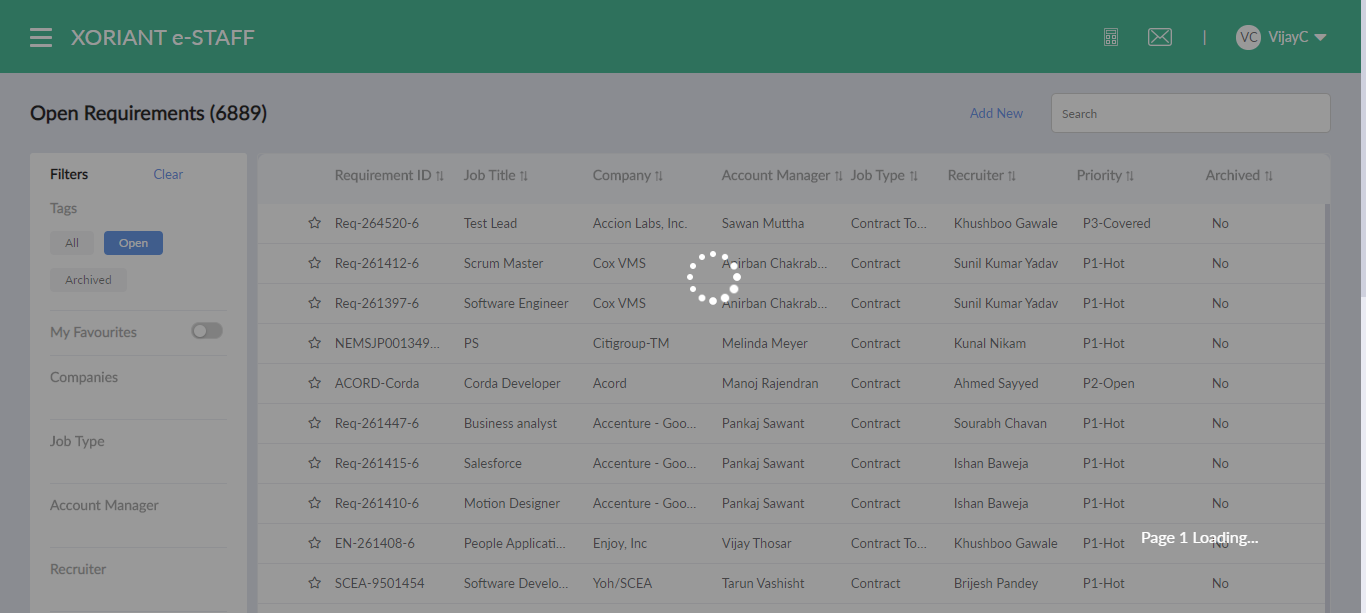 XORIANT e-STAFF
| VC VijayC
Open Requirements (6889)
Add New
Search
Filters Clear
Tags
All Open
Archived
My Favourites
Companies
Job Type
Account Manager
Recruiter
Requirement ID Job Title Company Account Manager Job Type Recruiter Priority Archived
Req-264520-6 Test Lead Accion Labs, Inc. Sawan Muttha Contract To... Khushboo Gawale P3-Covered No
Req-261412-6 Scrum Master Cox VMS Anirban Chakrab... Contract Sunil Kumar Yadav P1-Hot No
Req-261397-6 Software Engineer Cox VMS Anirban Chakrab... Contract Sunil Kumar Yadav P1-Hot No
NEMSJP001349... PS Citigroup-TM Melinda Meyer Contract Kunal Nikam P1-Hot No
ACORD-Corda Corda Developer Acord Manoj Rajendran Contract Ahmed Sayyed P2-Open No
Req-261447-6 Business analyst Accenture - Goo... Pankaj Sawant Contract Sourabh Chavan P1-Hot No
Req-261415-6 Salesforce Accenture - Goo... Pankaj Sawant Contract Ishan Baweja P1-Hot No
Req-261410-6 Motion Designer Accenture - Goo... Pankaj Sawant Contract Ishan Baweja P1-Hot No
EN-261408-6 People Applicati... Enjoy, Inc Vijay Thosar Contract To... Khushboo Gawale P1-Hot No
Page 1 Loading...
SCEA-9501454 Software Develo... Yoh/SCEA Tarun Vashisht Contract Brijesh Pandey P1-Hot No